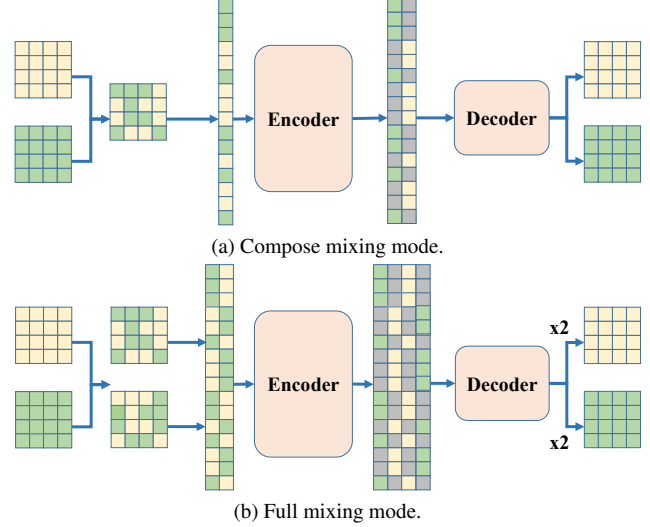 Encoder
Decoder
(a) Compose mixing mode.
x2
Encoder
Decoder
x2
(b) Full mixing mode.